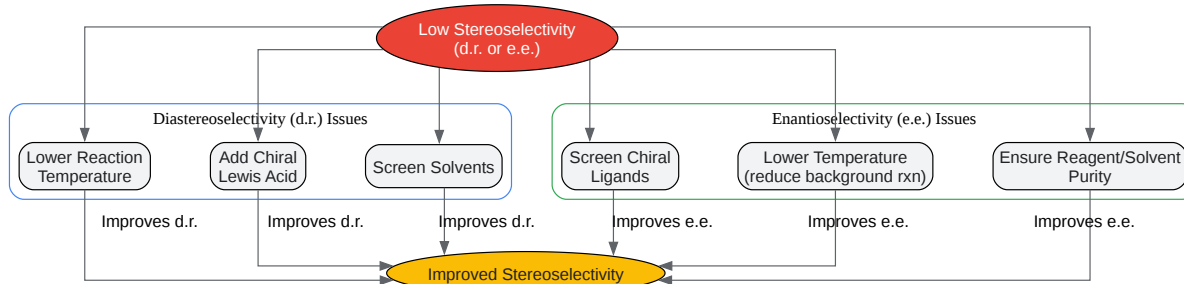 Low Stereoselectivity
(d.r. or e.e.)
Diastereoselectivity (d.r.) Issues
Enantioselectivity (e.e.) Issues
Lower Reaction
Temperature
Add Chiral
Lewis Acid
Screen Solvents
Screen Chiral
Ligands
Lower Temperature
(reduce background rxn)
Ensure Reagent/Solvent
Purity
Improves d.r.
Improves d.r.
Improves d.r.
Improves e.e.
Improves e.e.
Improves e.e.
Improved Stereoselectivity